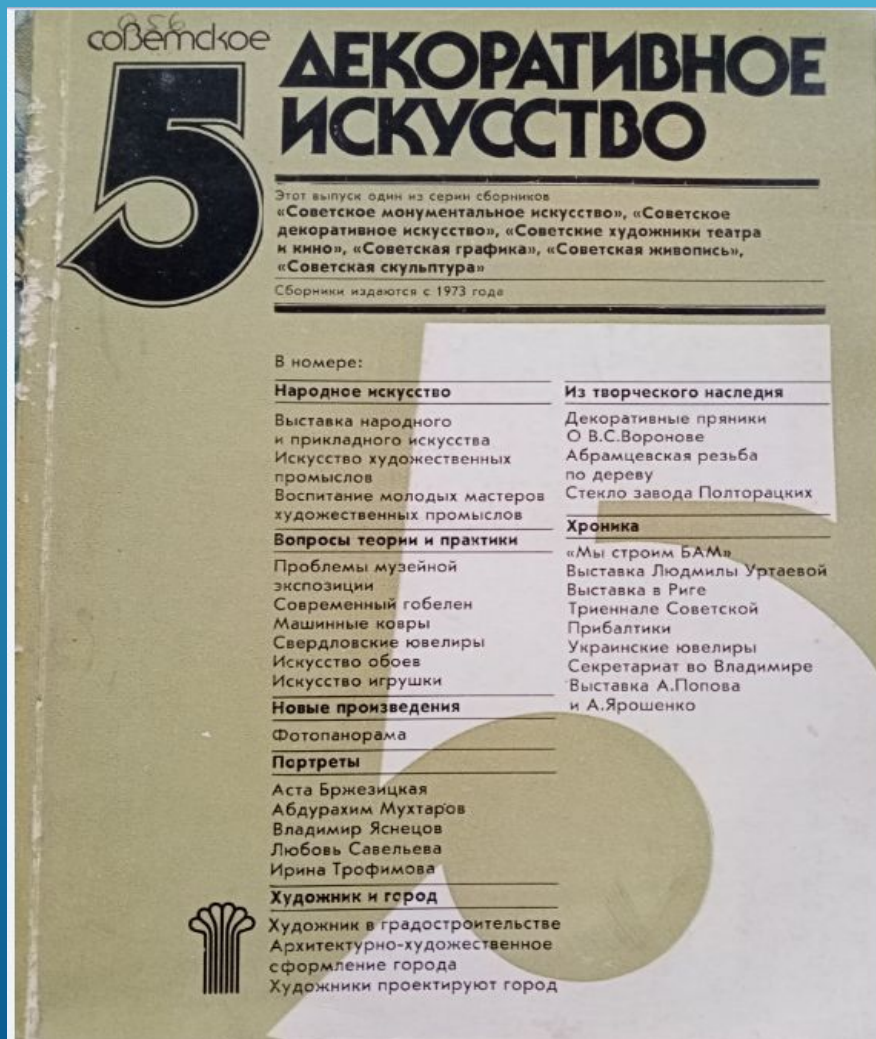 советское
5
ДЕКОРАТИВНОЕ
ИСКУССТВО
Этот выпуск один из серии сборников
«Советское монументальное искусство», «Советское
декоративное искусство», «Советские художники театра
и кино», «Советская графика», «Советская живопись»,
«Советская скульптура»
Сборники издаются с 1973 года
В номере:
Народное искусство
Выставка народного
и прикладного искусства
Искусство художественных
промыслов
Воспитание молодых мастеров
художественных промыслов
Вопросы теории и практики
Проблемы музейной
экспозиции
Современный гобелен
Машинные ковры
Свердловские ювелиры
Искусство обоев
Искусство игрушки
Новые произведения
Фотопанорама
Портреты
Аста Бржезицкая
Абдурахим Мухтаров
Владимир Яснецов
Любовь Савельева
Ирина Трофимова
Художник и город
Художник в градостроительстве
Архитектурно-художественное
оформление города
Художники проектируют город
Из творческого наследия
Декоративные пряники
О В.С.Воронове
Абрамцевская резьба
по дереву
Стекло завода Полторацких
Хроника
«Мы строим БАМ»
Выставка Людмилы Уртаевой
Выставка в Риге
Триеннале Советской
Прибалтики
Украинские ювелиры
Секретариат во Владимире
Выставка А.Попова
и А.Ярошенко